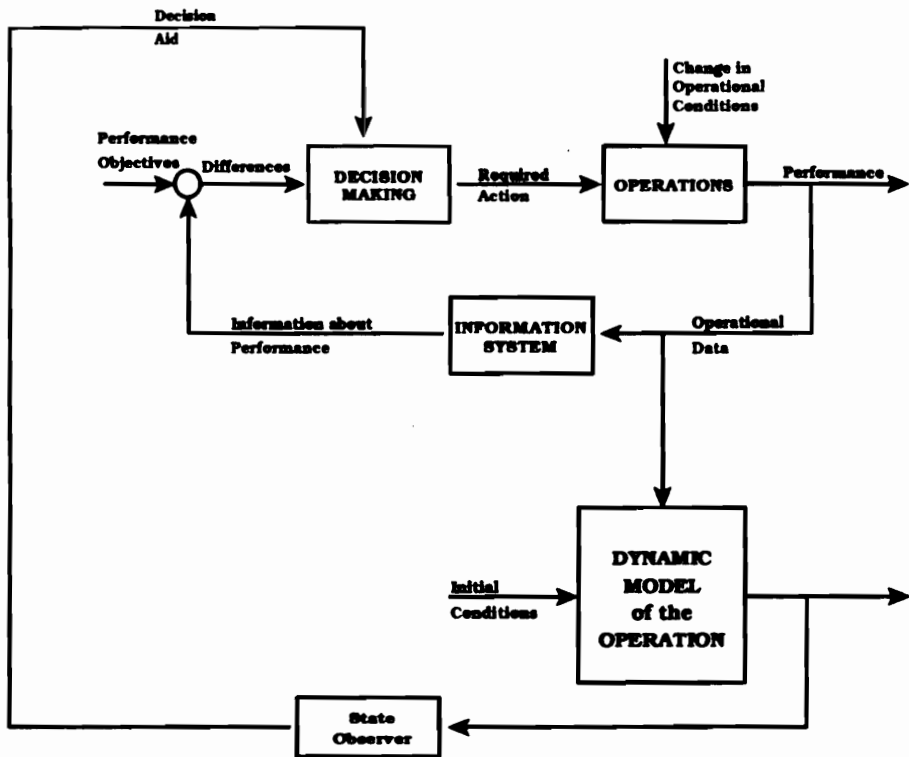 Decision
Aid
Change in
Operational
Conditions
Performance
Objectives
Differences
DECISION
MAKING
Required
Action
OPERATIONS
Performance
Information about
Performance
INFORMATION
SYSTEM
Operational
Data
Initial
Conditions
DYNAMIC
MODEL
of the
OPERATION
State
Observer